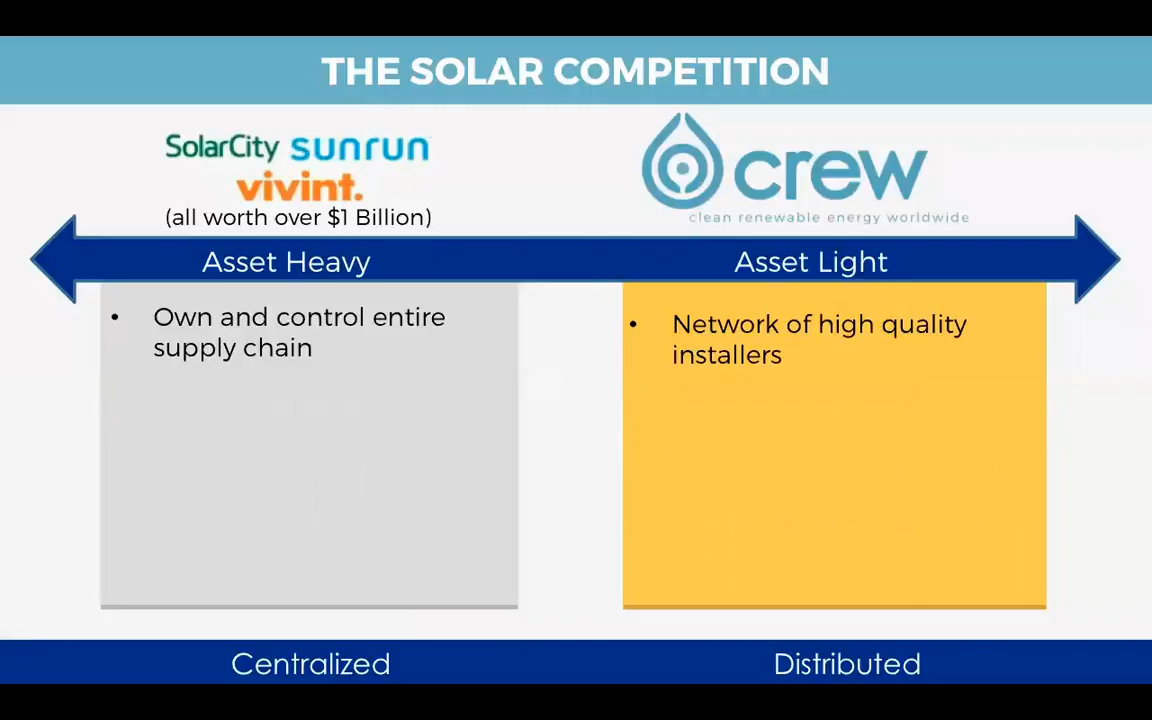 THE SOLAR COMPETITION
SolarCity sunrun
vivint.
(all worth over $1 Billion)
crew
clean renewable energy worldwide
Asset Heavy
Asset Light
• Own and control entire
supply chain
• Network of high quality
installers
Centralized
Distributed